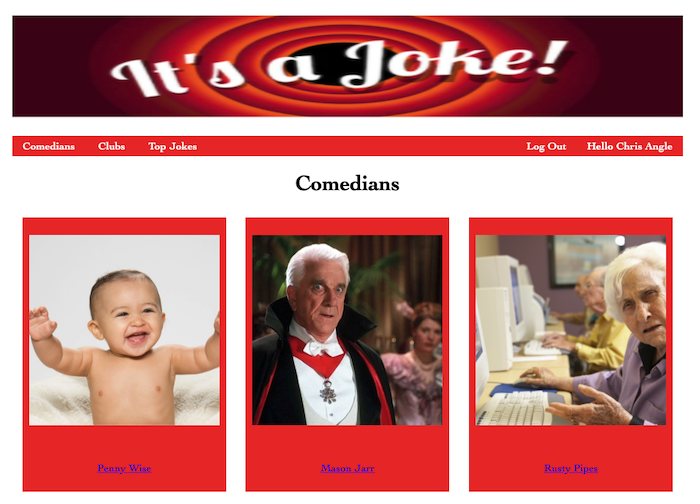 It's a Joke!
Comedians Clubs Top Jokes Log Out Hello Chris Angle
Comedians
Penny Wise Mason Jarr Rusty Pipes